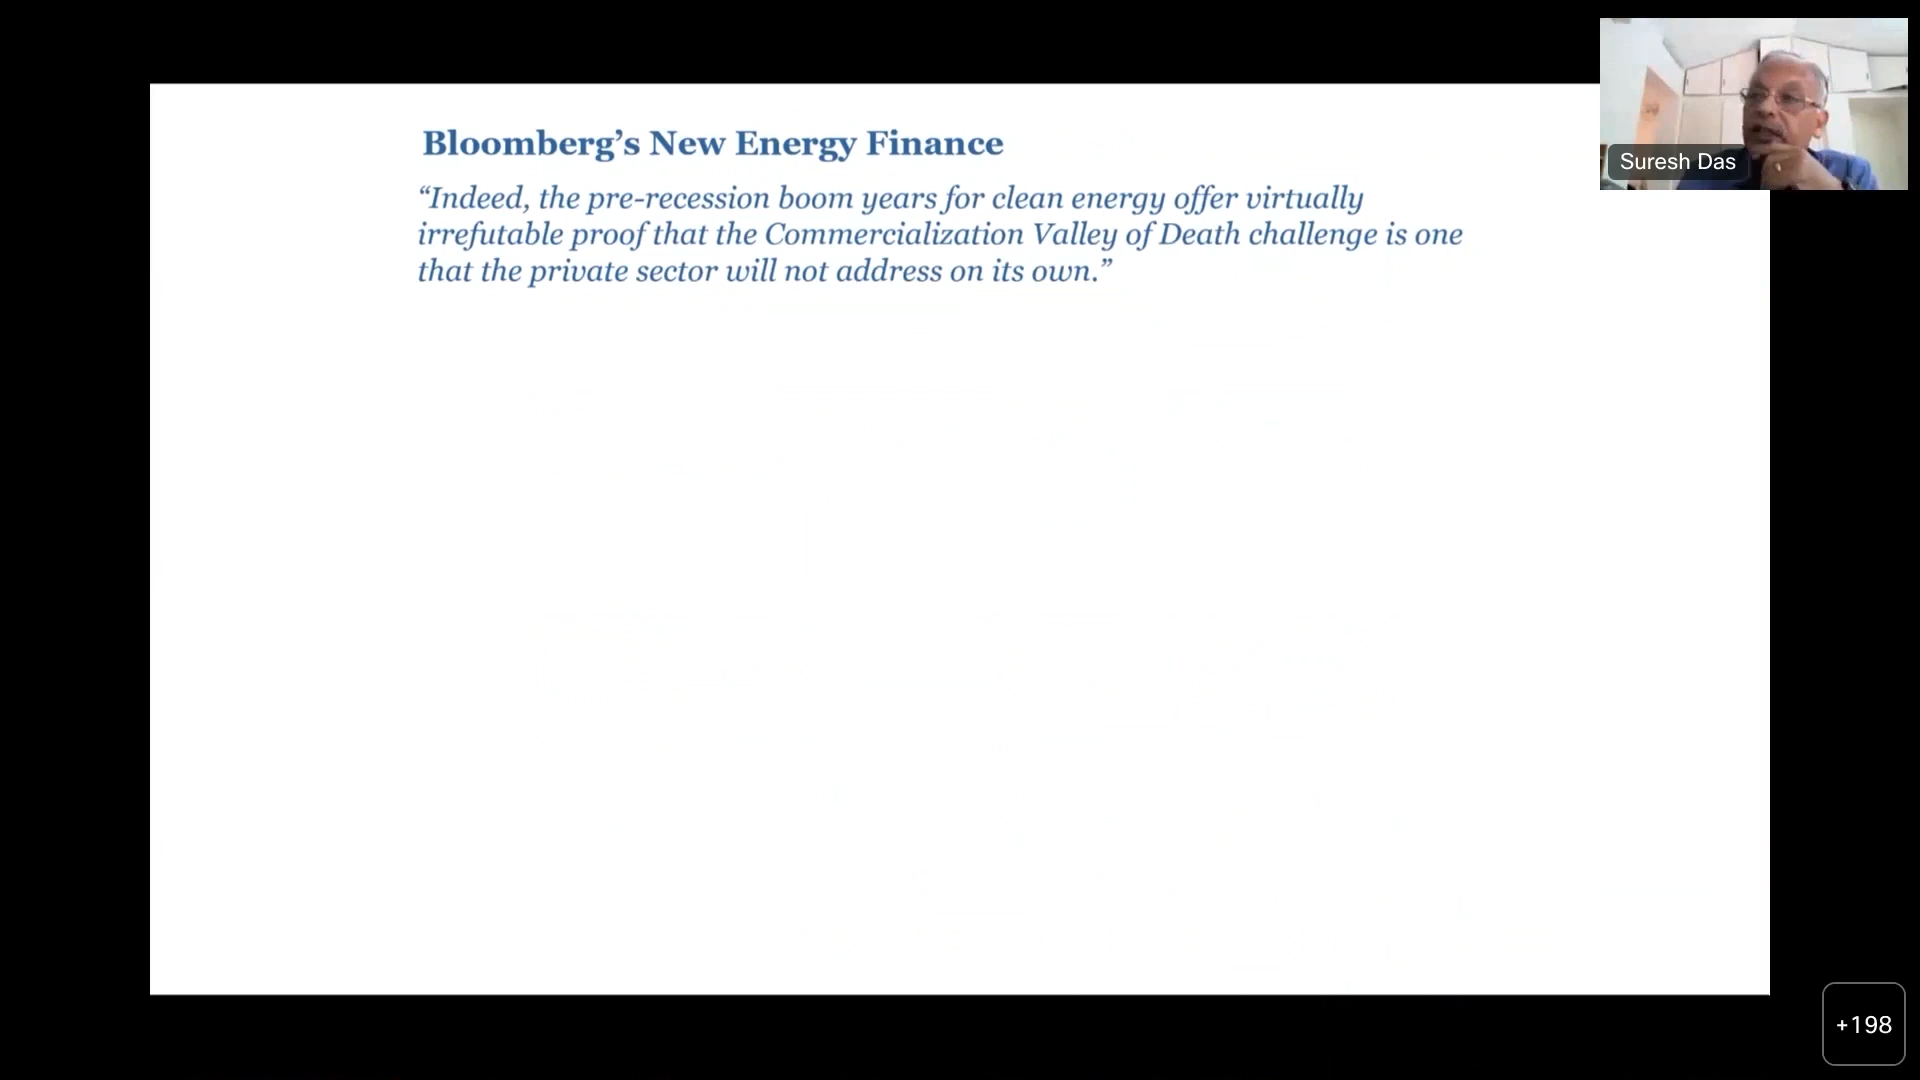 Bloomberg’s New Energy Finance
“Indeed, the pre-recession boom years for clean energy offer virtually
irrefutable proof that the Commercialization Valley of Death challenge is one
that the private sector will not address on its own.”
Suresh Das
+198